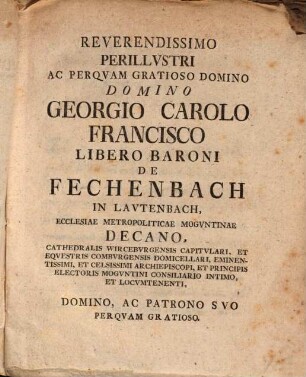 REVERENDISSIMO
PERILLVSTRI
AC PERQVAM GRATIOSO DOMINO
DOMINO
GEORGIO CAROLO
FRANCISCO
LIBERO BARONI
DE
FECHENBACH
IN LAVTENBACH,
ECCLESIAE METROPOLITICAE MOGVNTINAE
DECANO,
CATHEDRALIS WIRCEBVRGENSIS CAPITVLARI, ET
EQVESTRIS COMBVRGENSIS DOMICELLARI, EMINEN-
TISSIMI, ET CELSISSIMI ARCHIEPISCOPI, ET PRINCIPIS
ELECTORIS MOGVNTINI CONSILIARIO INTIMO,
ET LOCVMTENENTI,
DOMINO, AC PATRONO SVO
PERQVAM GRATIOSO.